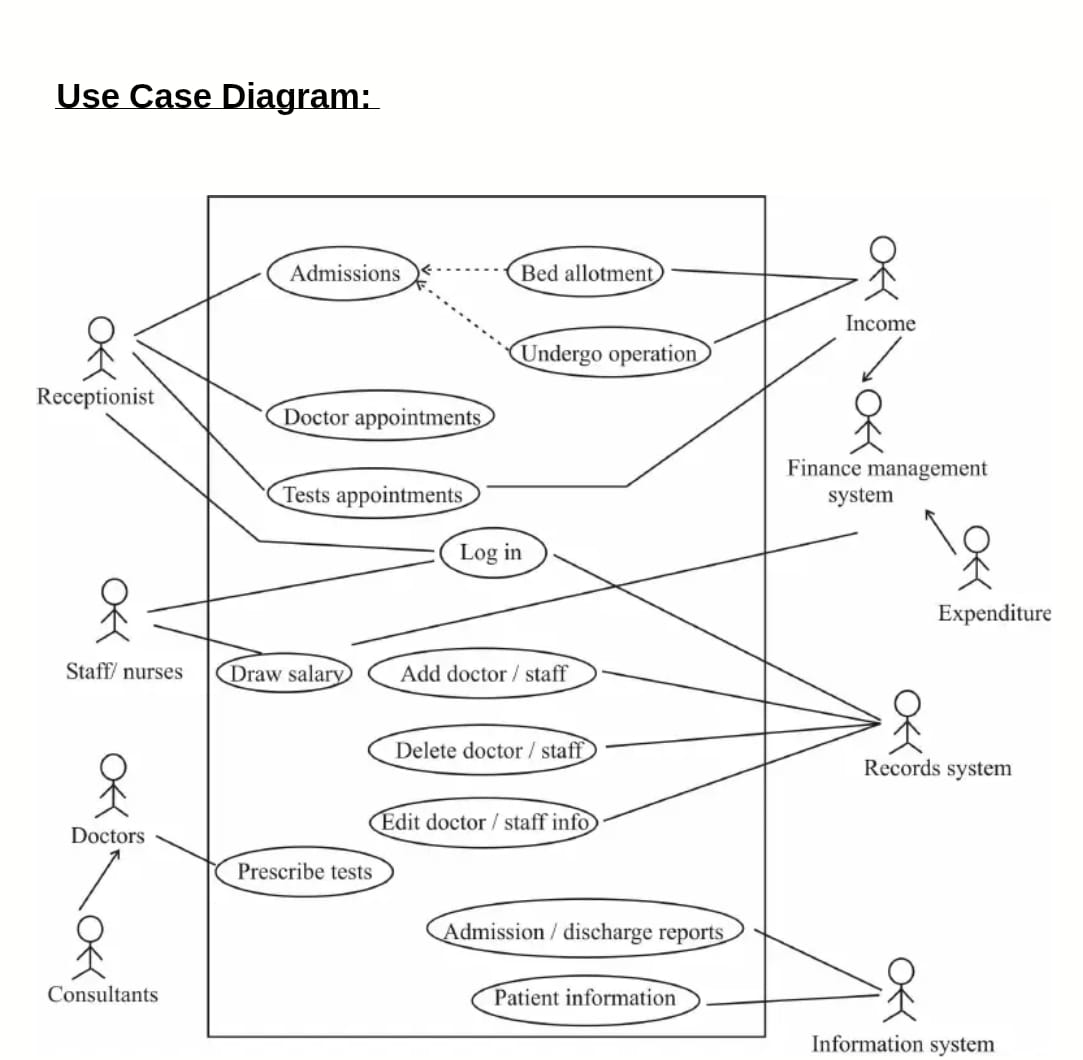 Use Case Diagram:
Admissions
Bed allotment
Income
Undergo operation
Receptionist
Doctor appointments
Finance management
system
Tests appointments
Log in
Expenditure
Staff/ nurses
Draw salary
Add doctor / staff
Delete doctor / staff
Records system
Edit doctor / staff info
Doctors
Prescribe tests
Admission / discharge reports
Consultants
Patient information
Information system